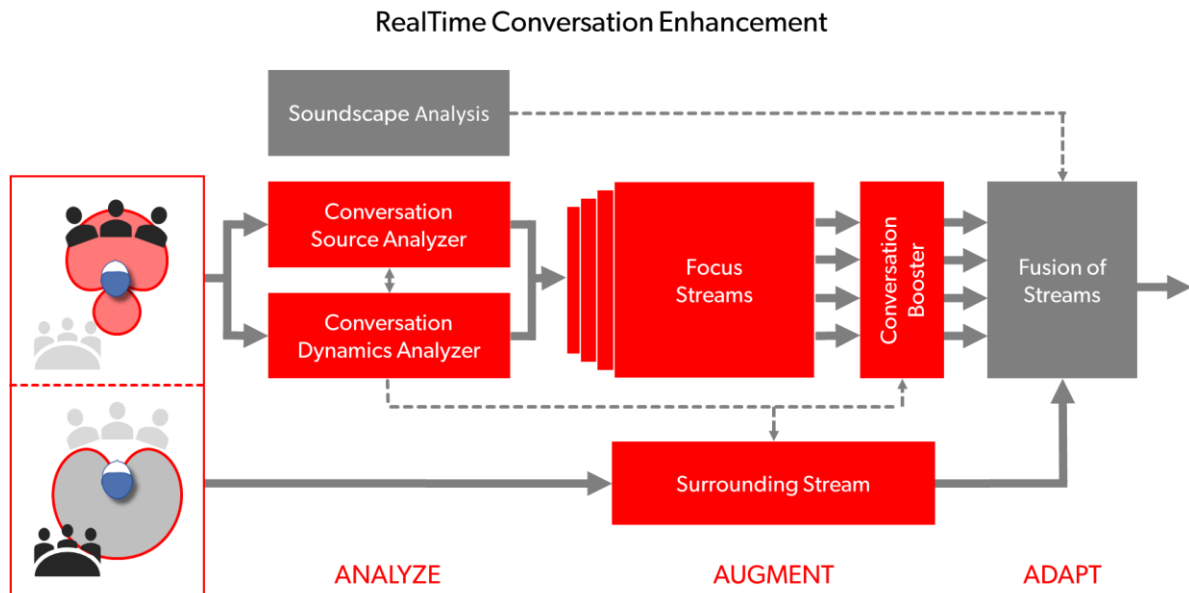 RealTime Conversation Enhancement
Soundscape Analysis
Conversation
Source Analyzer
Conversation
Dynamics Analyzer
Focus
Streams
Conversation
Booster
Fusion of
Streams
Surrounding Stream
ANALYZE
AUGMENT
ADAPT